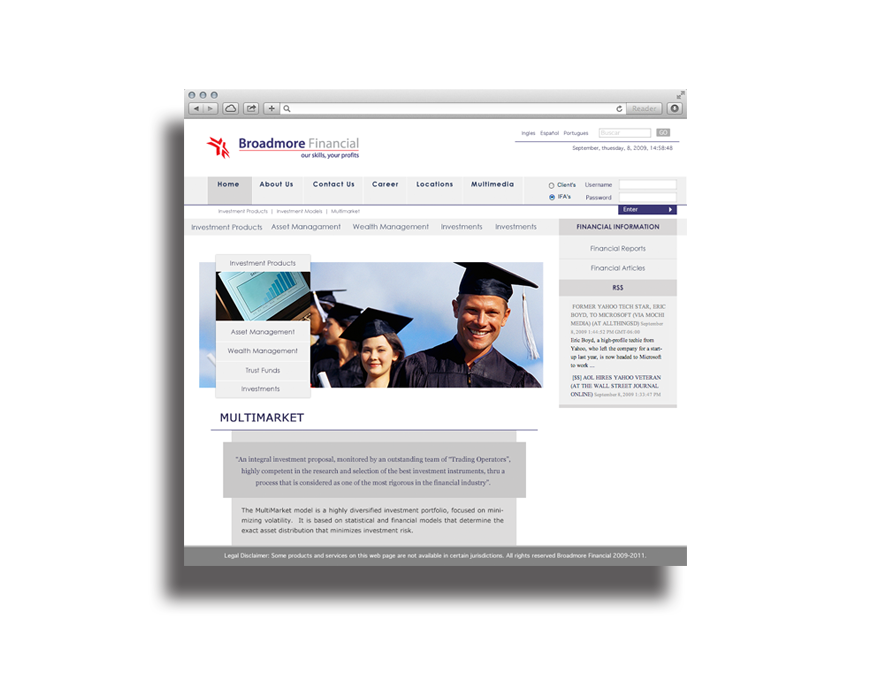 Reader
Broadmore Financial
our skills, your profits
Ingles Español Portugues Buscar GO
September, thuesday, 8, 2009, 14:58:48
Home About Us Contact Us Career Locations Multimedia
Client's Username
IFA's Password
Enter
Investment Products | Investment Models | Multimarket
Investment Products Asset Managament Wealth Management Investments Investments
FINANCIAL INFORMATION
Financial Reports
Financial Articles
RSS
FORMER YAHOO TECH STAR, ERIC
BOYD, TO MICROSOFT (VIA MOCHI
MEDIA) (AT ALLTHINGSD) September
8, 2009 1:44:52 PM GMT-06:00
Eric Boyd, a high-profile techie from
Yahoo, who left the company for a start-
up last year, is now headed to Microsoft
to work ...
[$$] AOL HIRES YAHOO VETERAN
(AT THE WALL STREET JOURNAL
ONLINE) September 8, 2009 1:23:47 PM
Investment Products
Asset Management
Wealth Management
Trust Funds
Investments
MULTIMARKET
“An integral investment proposal, monitored by an outstanding team of “Trading Operators”,
highly competent in the research and selection of the best investment instruments, thru a
process that is considered as one of the most rigorous in the financial industry”.
The MultiMarket model is a highly diversified investment portfolio, focused on mini-
mizing volatility. It is based on statistical and financial models that determine the
exact asset distribution that minimizes investment risk.
Legal Disclaimer: Some products and services on this web page are not available in certain jurisdictions. All rights reserved Broadmore Financial 2009-2011.